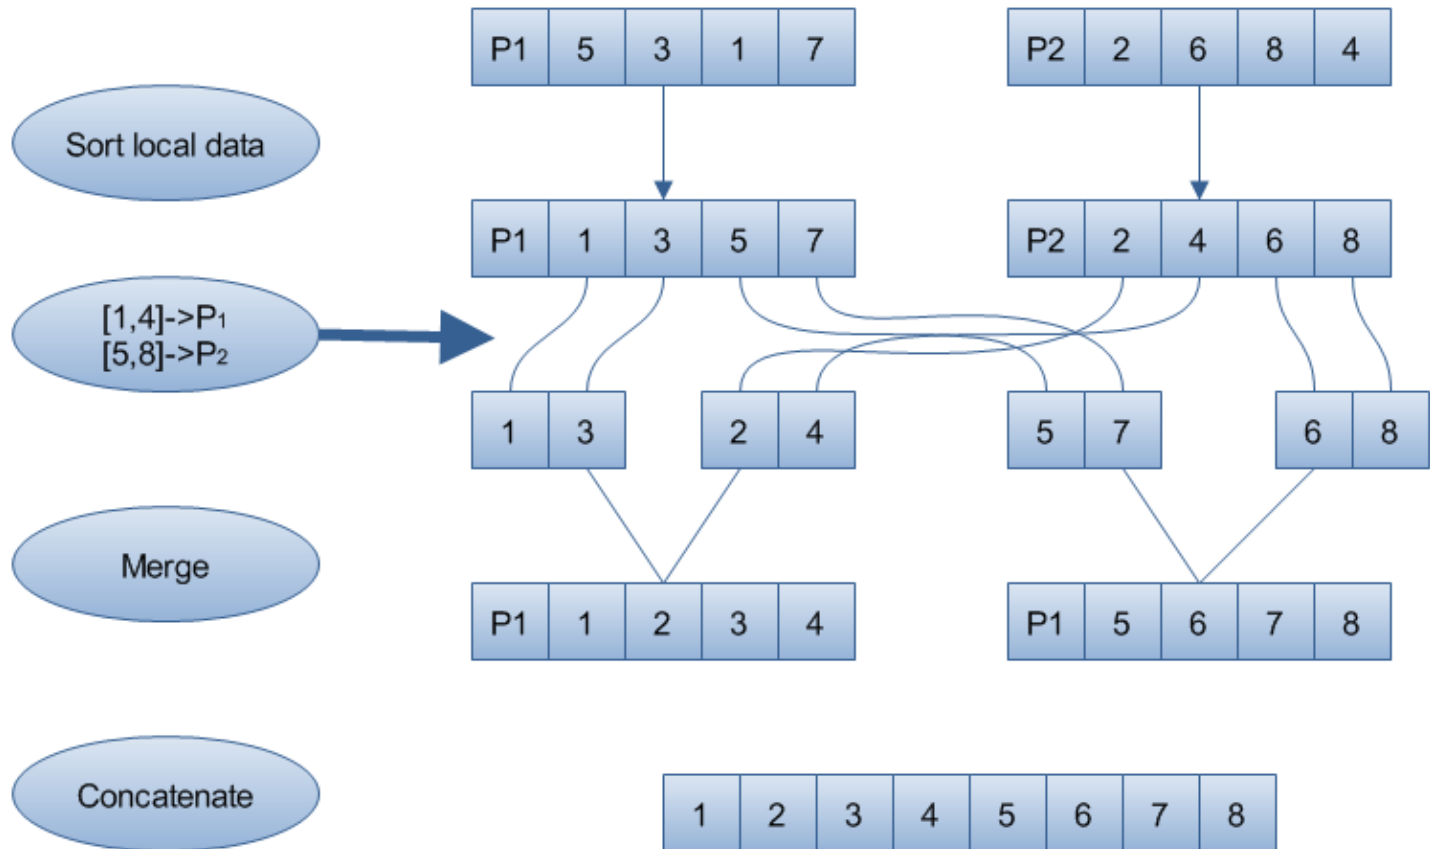 P1 5 3 1 7
P2 2 6 8 4
Sort local data
P1 1 3 5 7
P2 2 4 6 8
[1,4]->P₁
[5,8]->P₂
1 3
2 4
5 7
6 8
Merge
P1 1 2 3 4
P1 5 6 7 8
Concatenate
1 2 3 4 5 6 7 8